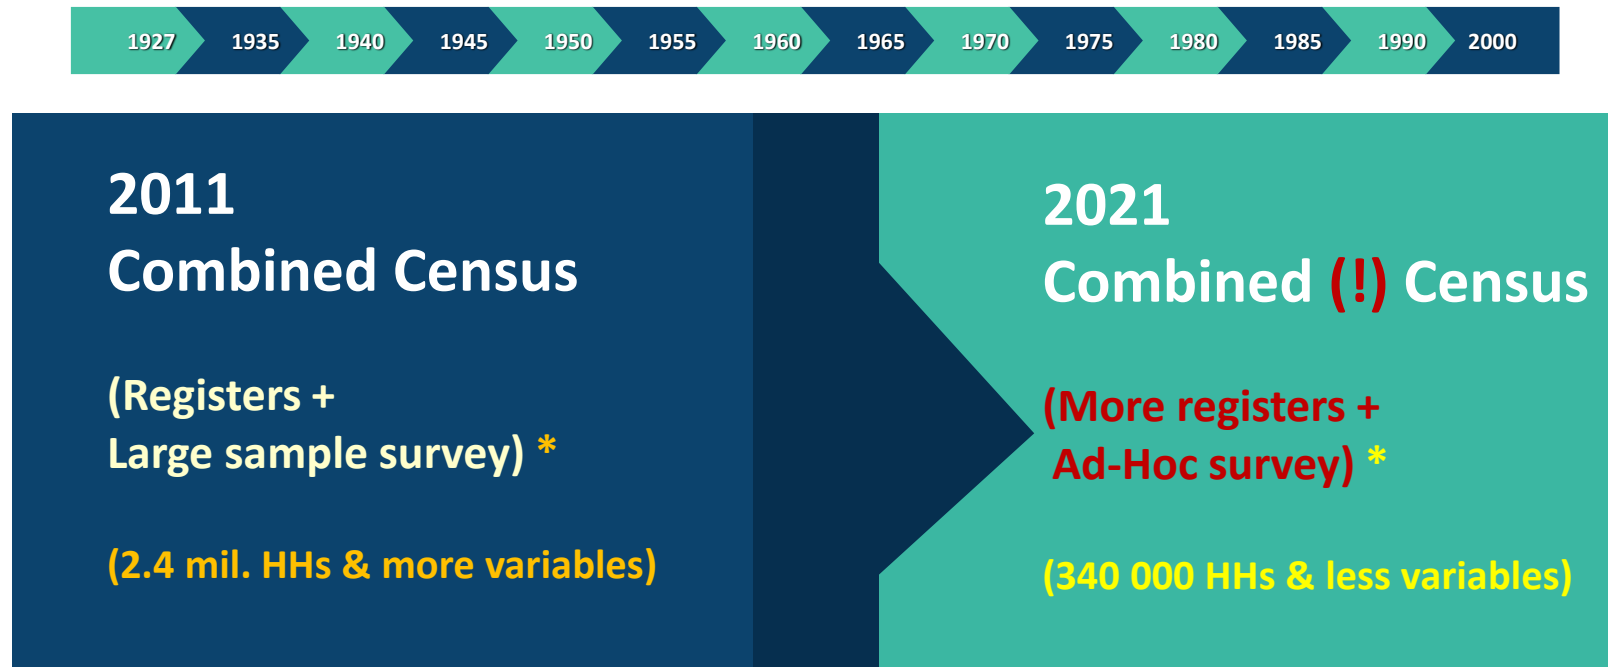 1927 1935 1940 1945 1950 1955 1960 1965 1970 1975 1980 1985 1990 2000
2011
Combined Census
(Registers +
Large sample survey) *
(2.4 mil. HHs & more variables)
2021
Combined (!) Census
(More registers +
Ad-Hoc survey) *
(340 000 HHs & less variables)